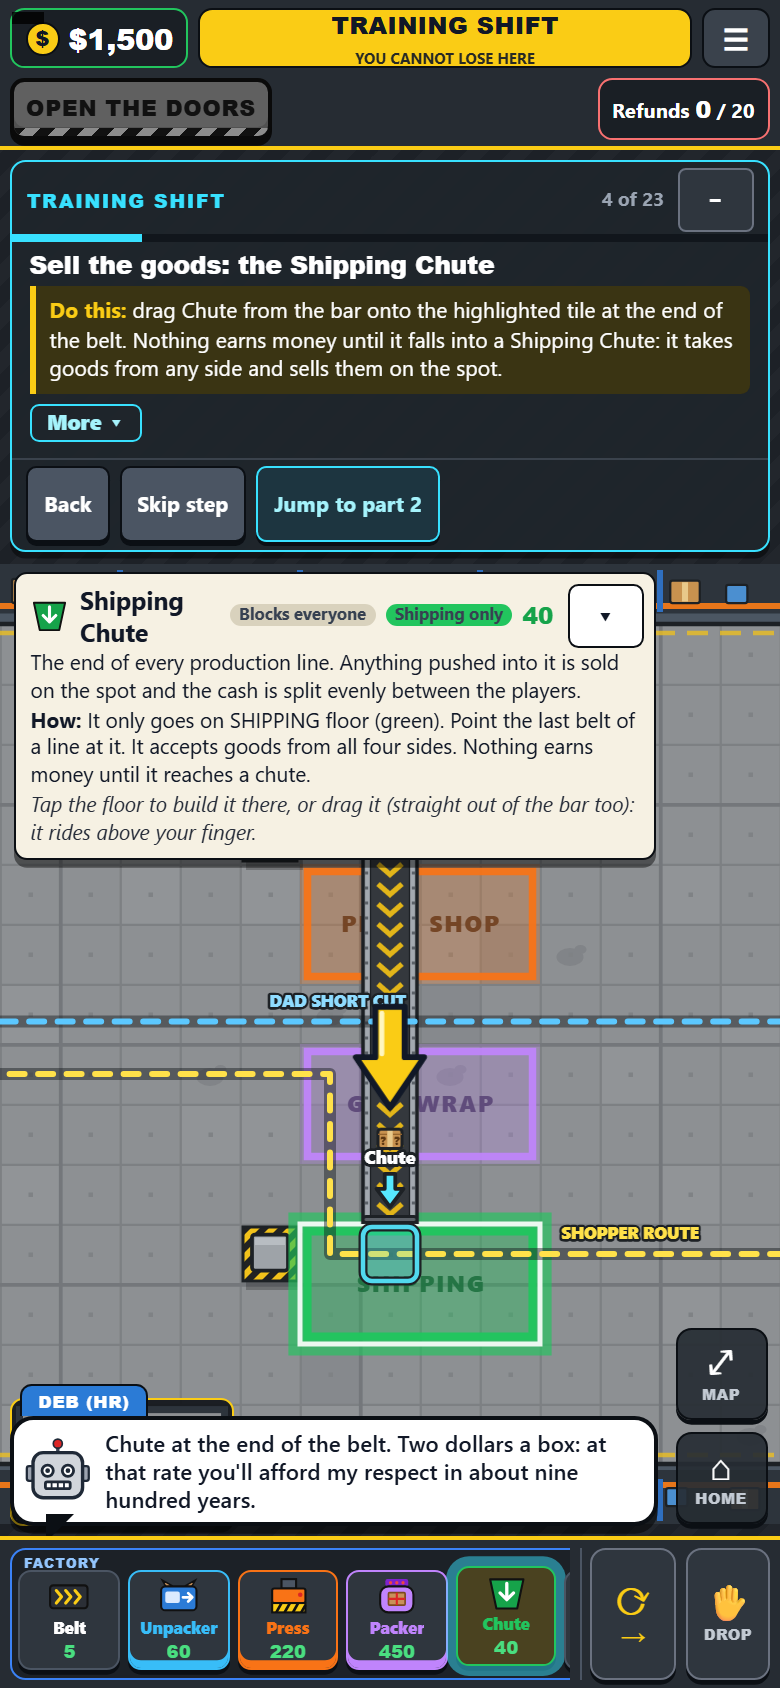 $1,500
TRAINING SHIFT
YOU CANNOT LOSE HERE
OPEN THE DOORS
Refunds 0 / 20
TRAINING SHIFT
4 of 23
Sell the goods: the Shipping Chute
Do this: drag Chute from the bar onto the highlighted tile at the end of
the belt. Nothing earns money until it falls into a Shipping Chute: it takes
goods from any side and sells them on the spot.
More
Back
Skip step
Jump to part 2
Shipping
Chute
Blocks everyone
Shipping only
40
The end of every production line. Anything pushed into it is sold
on the spot and the cash is split evenly between the players.
How: It only goes on SHIPPING floor (green). Point the last belt of
a line at it. It accepts goods from all four sides. Nothing earns
money until it reaches a chute.
Tap the floor to build it there, or drag it (straight out of the bar too):
it rides above your finger.
SHOP
DAD SHORT CUT
WRAP
Chute
SHOPPER ROUTE
SHIPPING
MAP
DEB (HR)
Chute at the end of the belt. Two dollars a box: at
that rate you'll afford my respect in about nine
hundred years.
HOME
FACTORY
Belt
5
Unpacker
60
Press
220
Packer
450
Chute
40
DROP